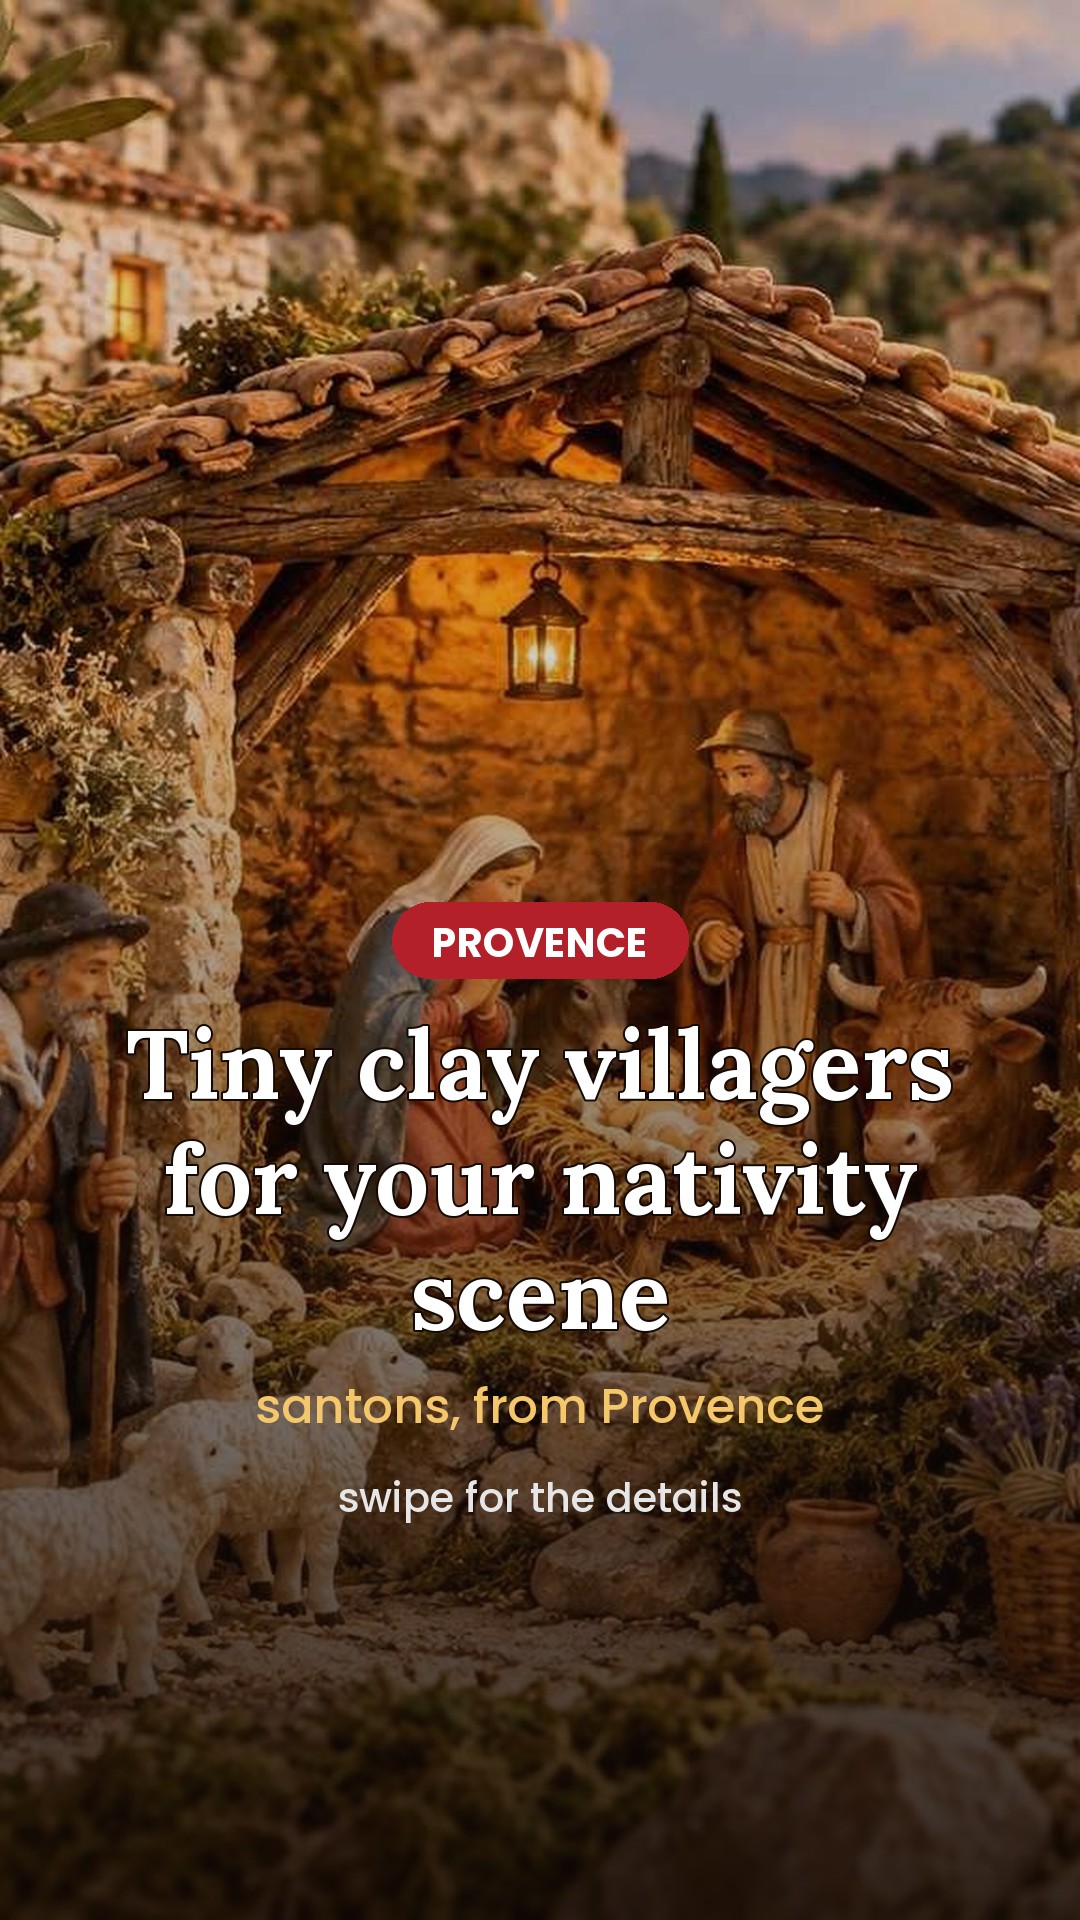 PROVENCE
Tiny clay villagers
for your nativity
scene
santons, from Provence
swipe for the details